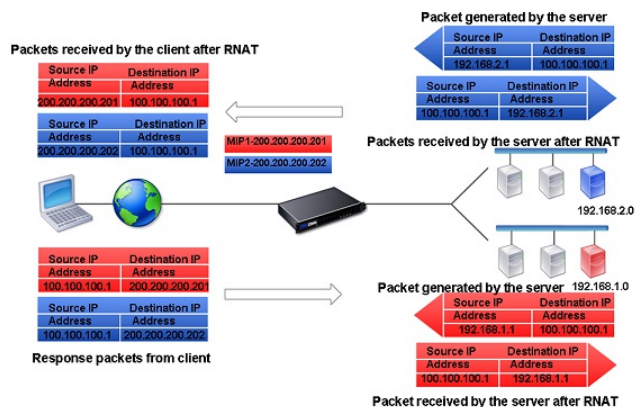 Packet generated by the server
Source IP Address Destination IP Address
192.168.2.1 100.100.100.1
Source IP Address Destination IP Address
100.100.100.1 192.168.2.1
Packets received by the server after RNAT
Packets received by the client after RNAT
Source IP Address Destination IP Address
200.200.200.201 100.100.100.1
Source IP Address Destination IP Address
200.200.200.202 100.100.100.1
MIP1-200.200.200.201
MIP2-200.200.200.202
192.168.2.0
192.168.1.0
Source IP Address Destination IP Address
100.100.100.1 200.200.200.201
Source IP Address Destination IP Address
100.100.100.1 200.200.200.202
Response packets from client
Packet generated by the server
Source IP Address Destination IP Address
192.168.1.1 100.100.100.1
Source IP Address Destination IP Address
100.100.100.1 192.168.1.1
Packet received by the server after RNAT